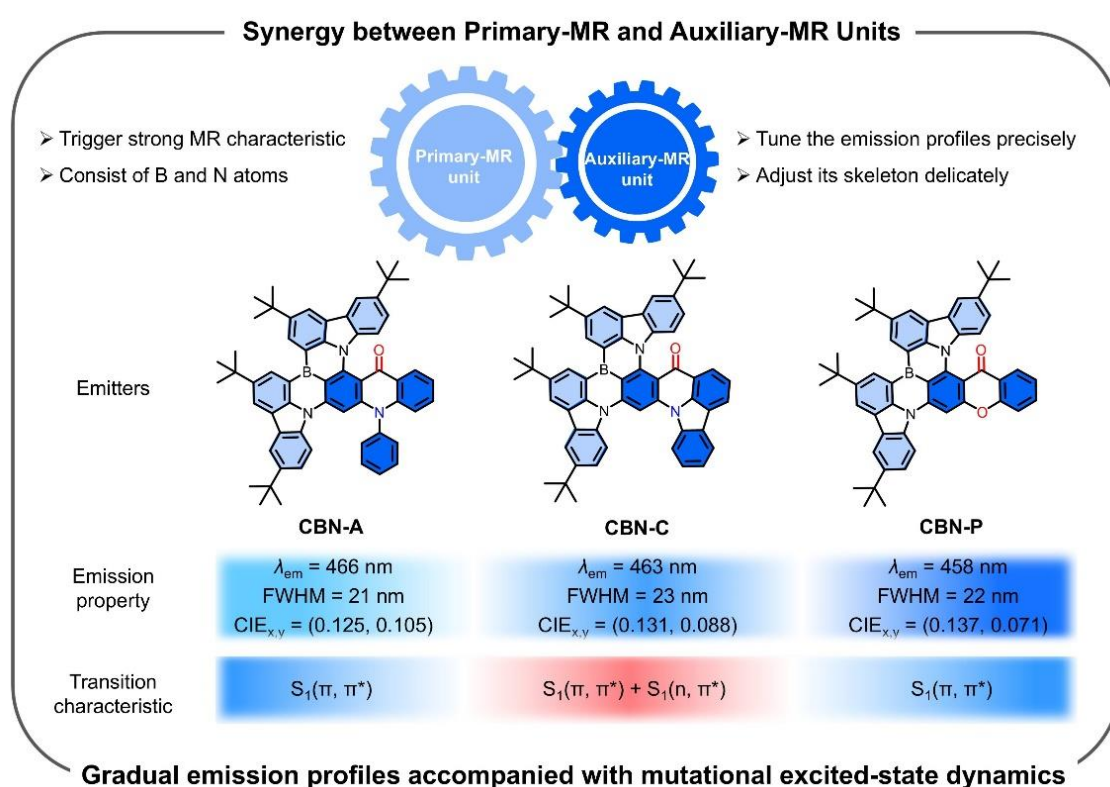 Synergy between Primary-MR and Auxiliary-MR Units
➢ Trigger strong MR characteristic
➢ Consist of B and N atoms
Primary-MR
unit
Auxiliary-MR
unit
➢ Tune the emission profiles precisely
➢ Adjust its skeleton delicately
Emitters
N
O
B
N
N
N
O
B
N
N
N
O
B
N
O
CBN-A
CBN-C
CBN-P
Emission
property
λem = 466 nm
FWHM = 21 nm
CIEx,y = (0.125, 0.105)
λem = 463 nm
FWHM = 23 nm
CIEx,y = (0.131, 0.088)
λem = 458 nm
FWHM = 22 nm
CIEx,y = (0.137, 0.071)
Transition
characteristic
S1(π, π*)
S1(π, π*) + S1(n, π*)
S1(π, π*)
Gradual emission profiles accompanied with mutational excited-state dynamics